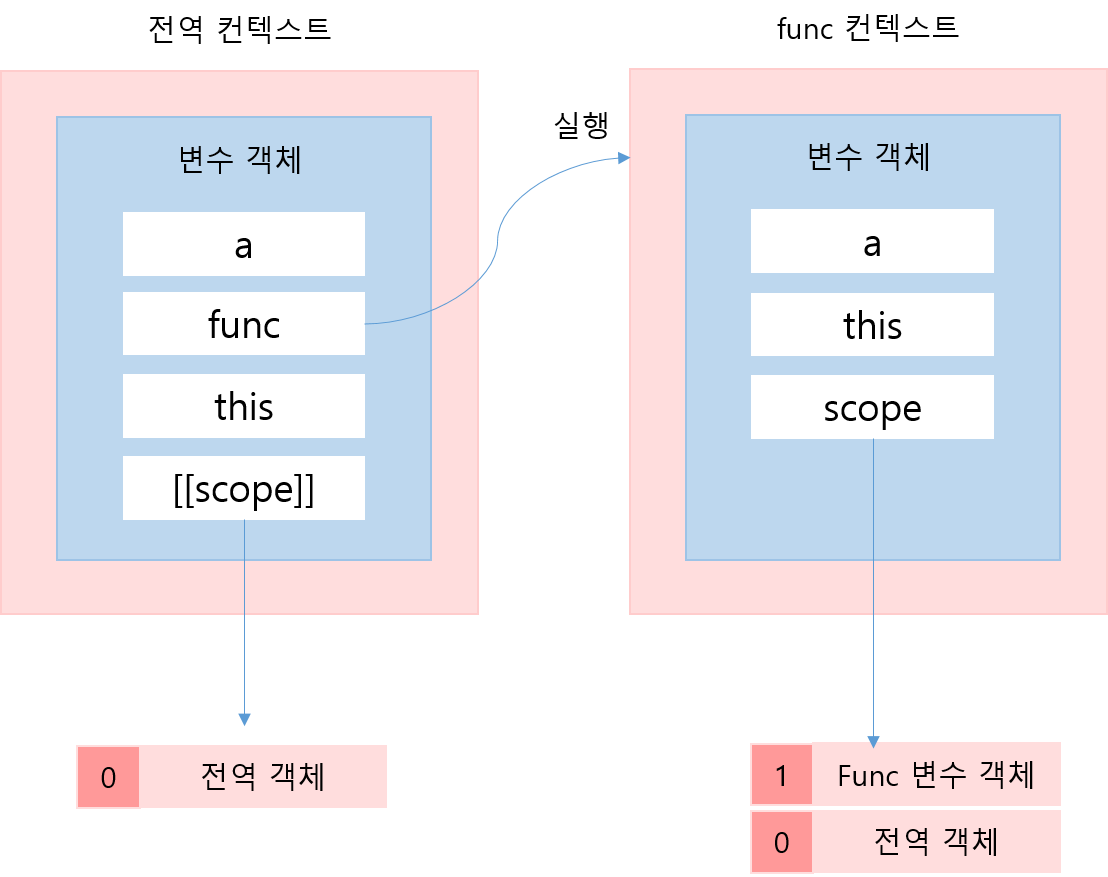 전역 컨텍스트
변수 객체
a
func
this
[[scope]]
0 전역 객체
실행
func 컨텍스트
변수 객체
a
this
scope
1 Func 변수 객체
0 전역 객체